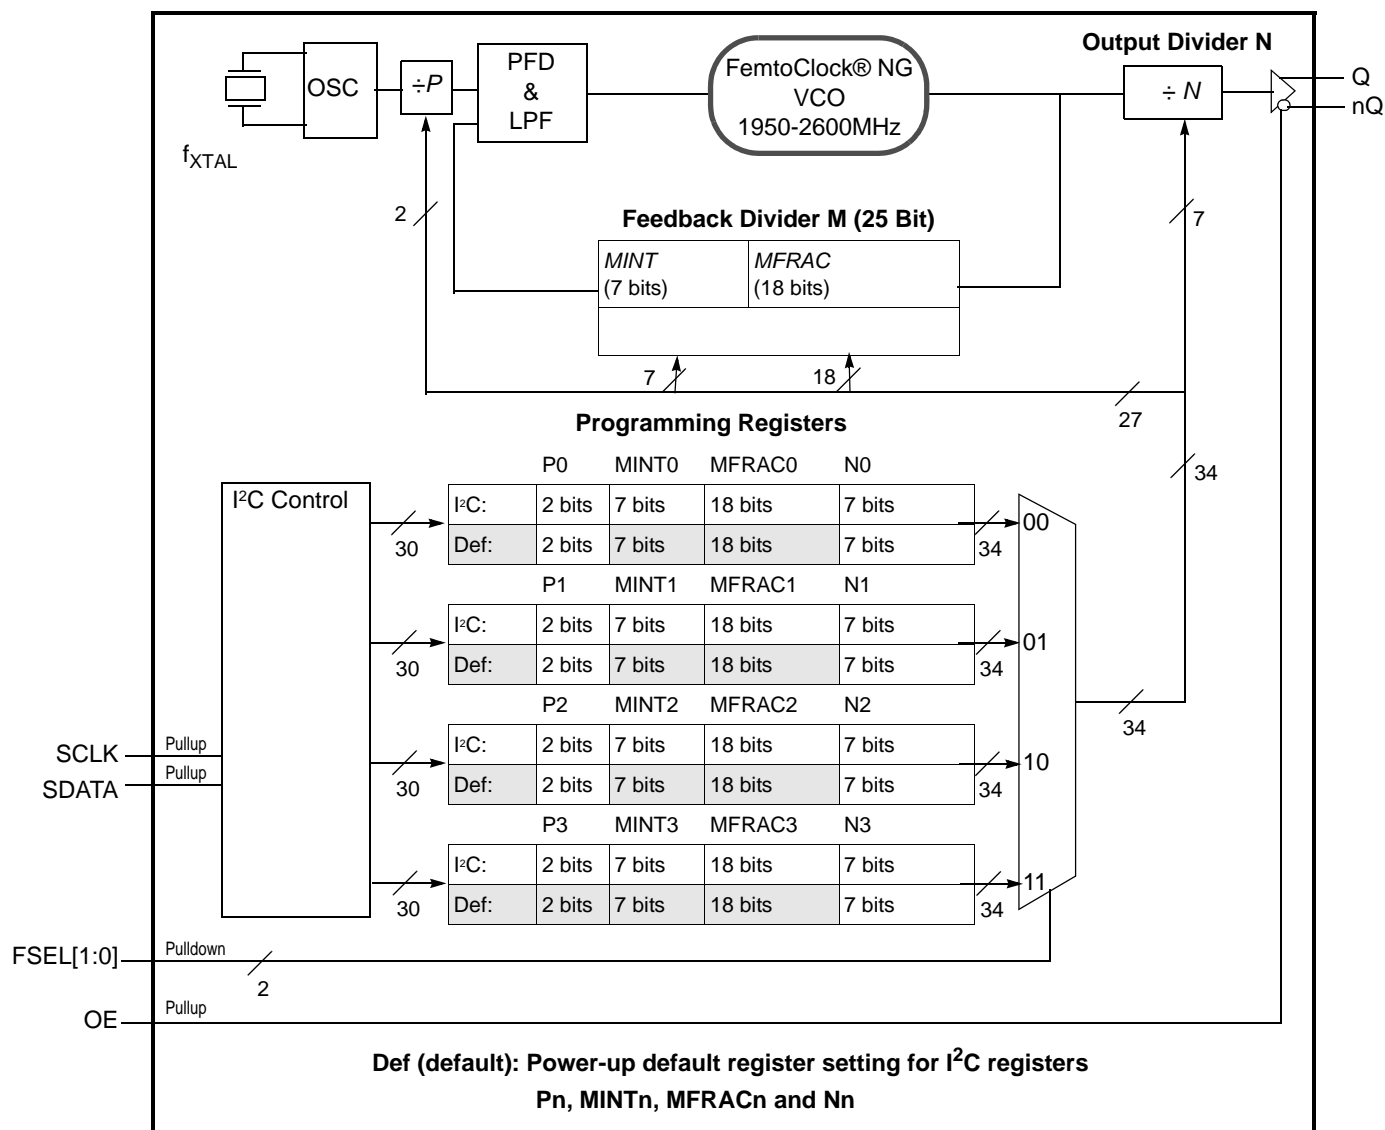 Output Divider N
OSC
÷P
PFD
&
LPF
FemtoClock® NG
VCO
1950-2600MHz
÷ N
Q
nQ
fXTAL
2
7
Feedback Divider M (25 Bit)
MINT
(7 bits)
MFRAC
(18 bits)
7
18
27
Programming Registers
34
P0 MINT0 MFRAC0 N0
I²C Control
I²C: 2 bits 7 bits 18 bits 7 bits
Def: 2 bits 7 bits 18 bits 7 bits
30
34
00
P1 MINT1 MFRAC1 N1
I²C: 2 bits 7 bits 18 bits 7 bits
Def: 2 bits 7 bits 18 bits 7 bits
30
34
01
P2 MINT2 MFRAC2 N2
34
I²C: 2 bits 7 bits 18 bits 7 bits
Def: 2 bits 7 bits 18 bits 7 bits
30
34
10
SCLK Pullup
SDATA Pullup
P3 MINT3 MFRAC3 N3
I²C: 2 bits 7 bits 18 bits 7 bits
Def: 2 bits 7 bits 18 bits 7 bits
30
34
11
FSEL[1:0] Pulldown
2
OE Pullup
Def (default): Power-up default register setting for I²C registers
Pn, MINTn, MFRACn and Nn